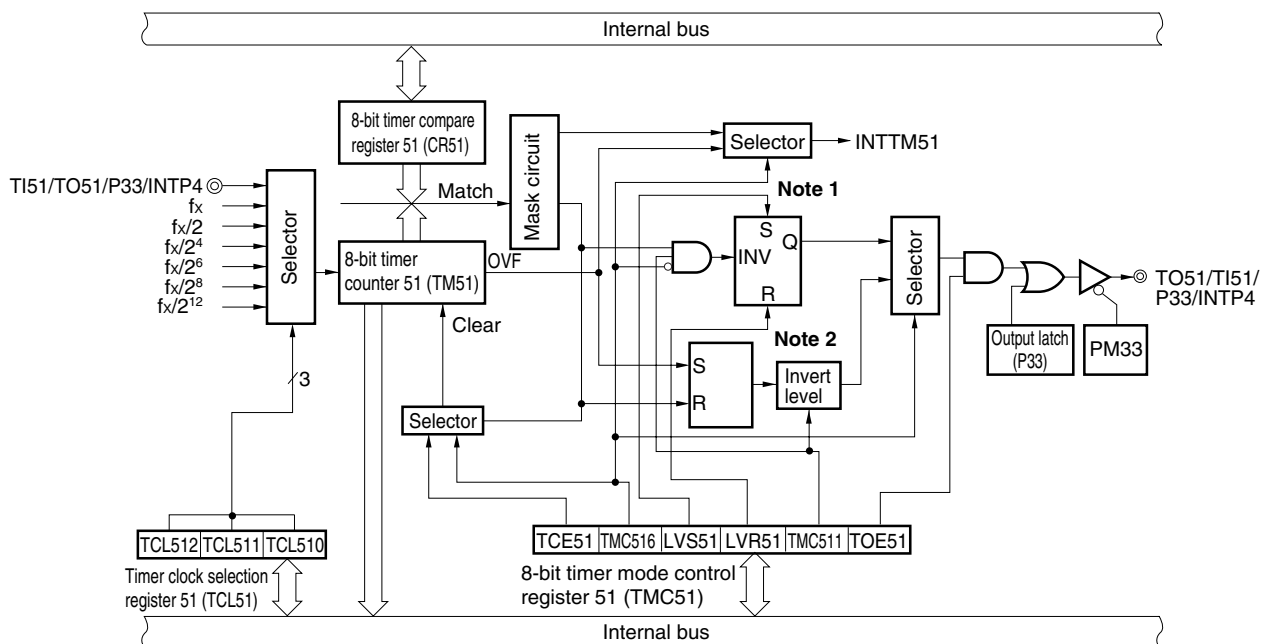 Internal bus
8-bit timer compare
register 51 (CR51)
Mask circuit
Selector
INTTM51
TI51/TO51/P33/INTP4
fx
fx/2
fx/2⁴
fx/2⁶
fx/2⁸
fx/2¹²
Selector
Match
Note 1
S
Q
INV
R
8-bit timer
counter 51 (TM51)
OVF
Clear
Selector
TO51/TI51/
P33/INTP4
Output latch
(P33)
PM33
Note 2
S
R
Invert
level
3
Selector
TCL512
TCL511
TCL510
Timer clock selection
register 51 (TCL51)
TCE51
TMC516
LVS51
LVR51
TMC511
TOE51
8-bit timer mode control
register 51 (TMC51)
Internal bus